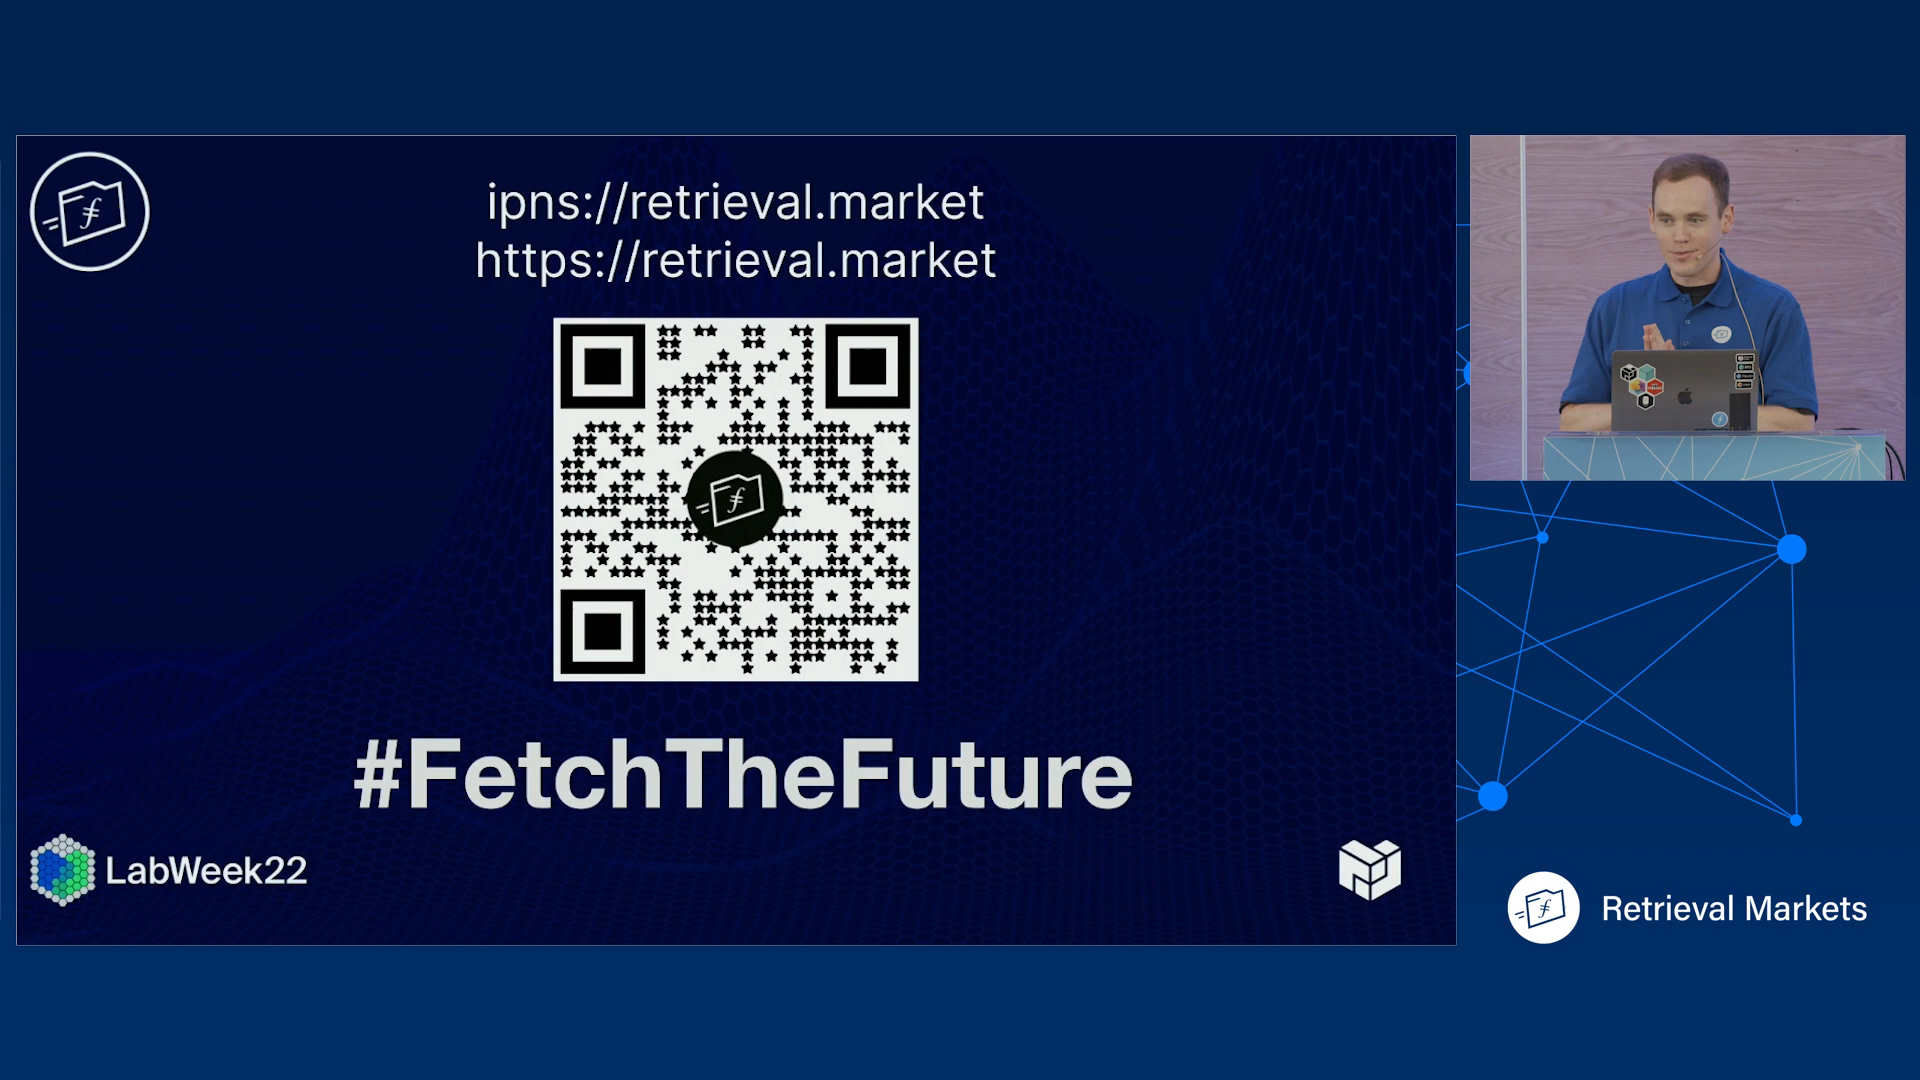 ipns://retrieval.market
https://retrieval.market
#FetchTheFuture
LabWeek22
Retrieval Markets